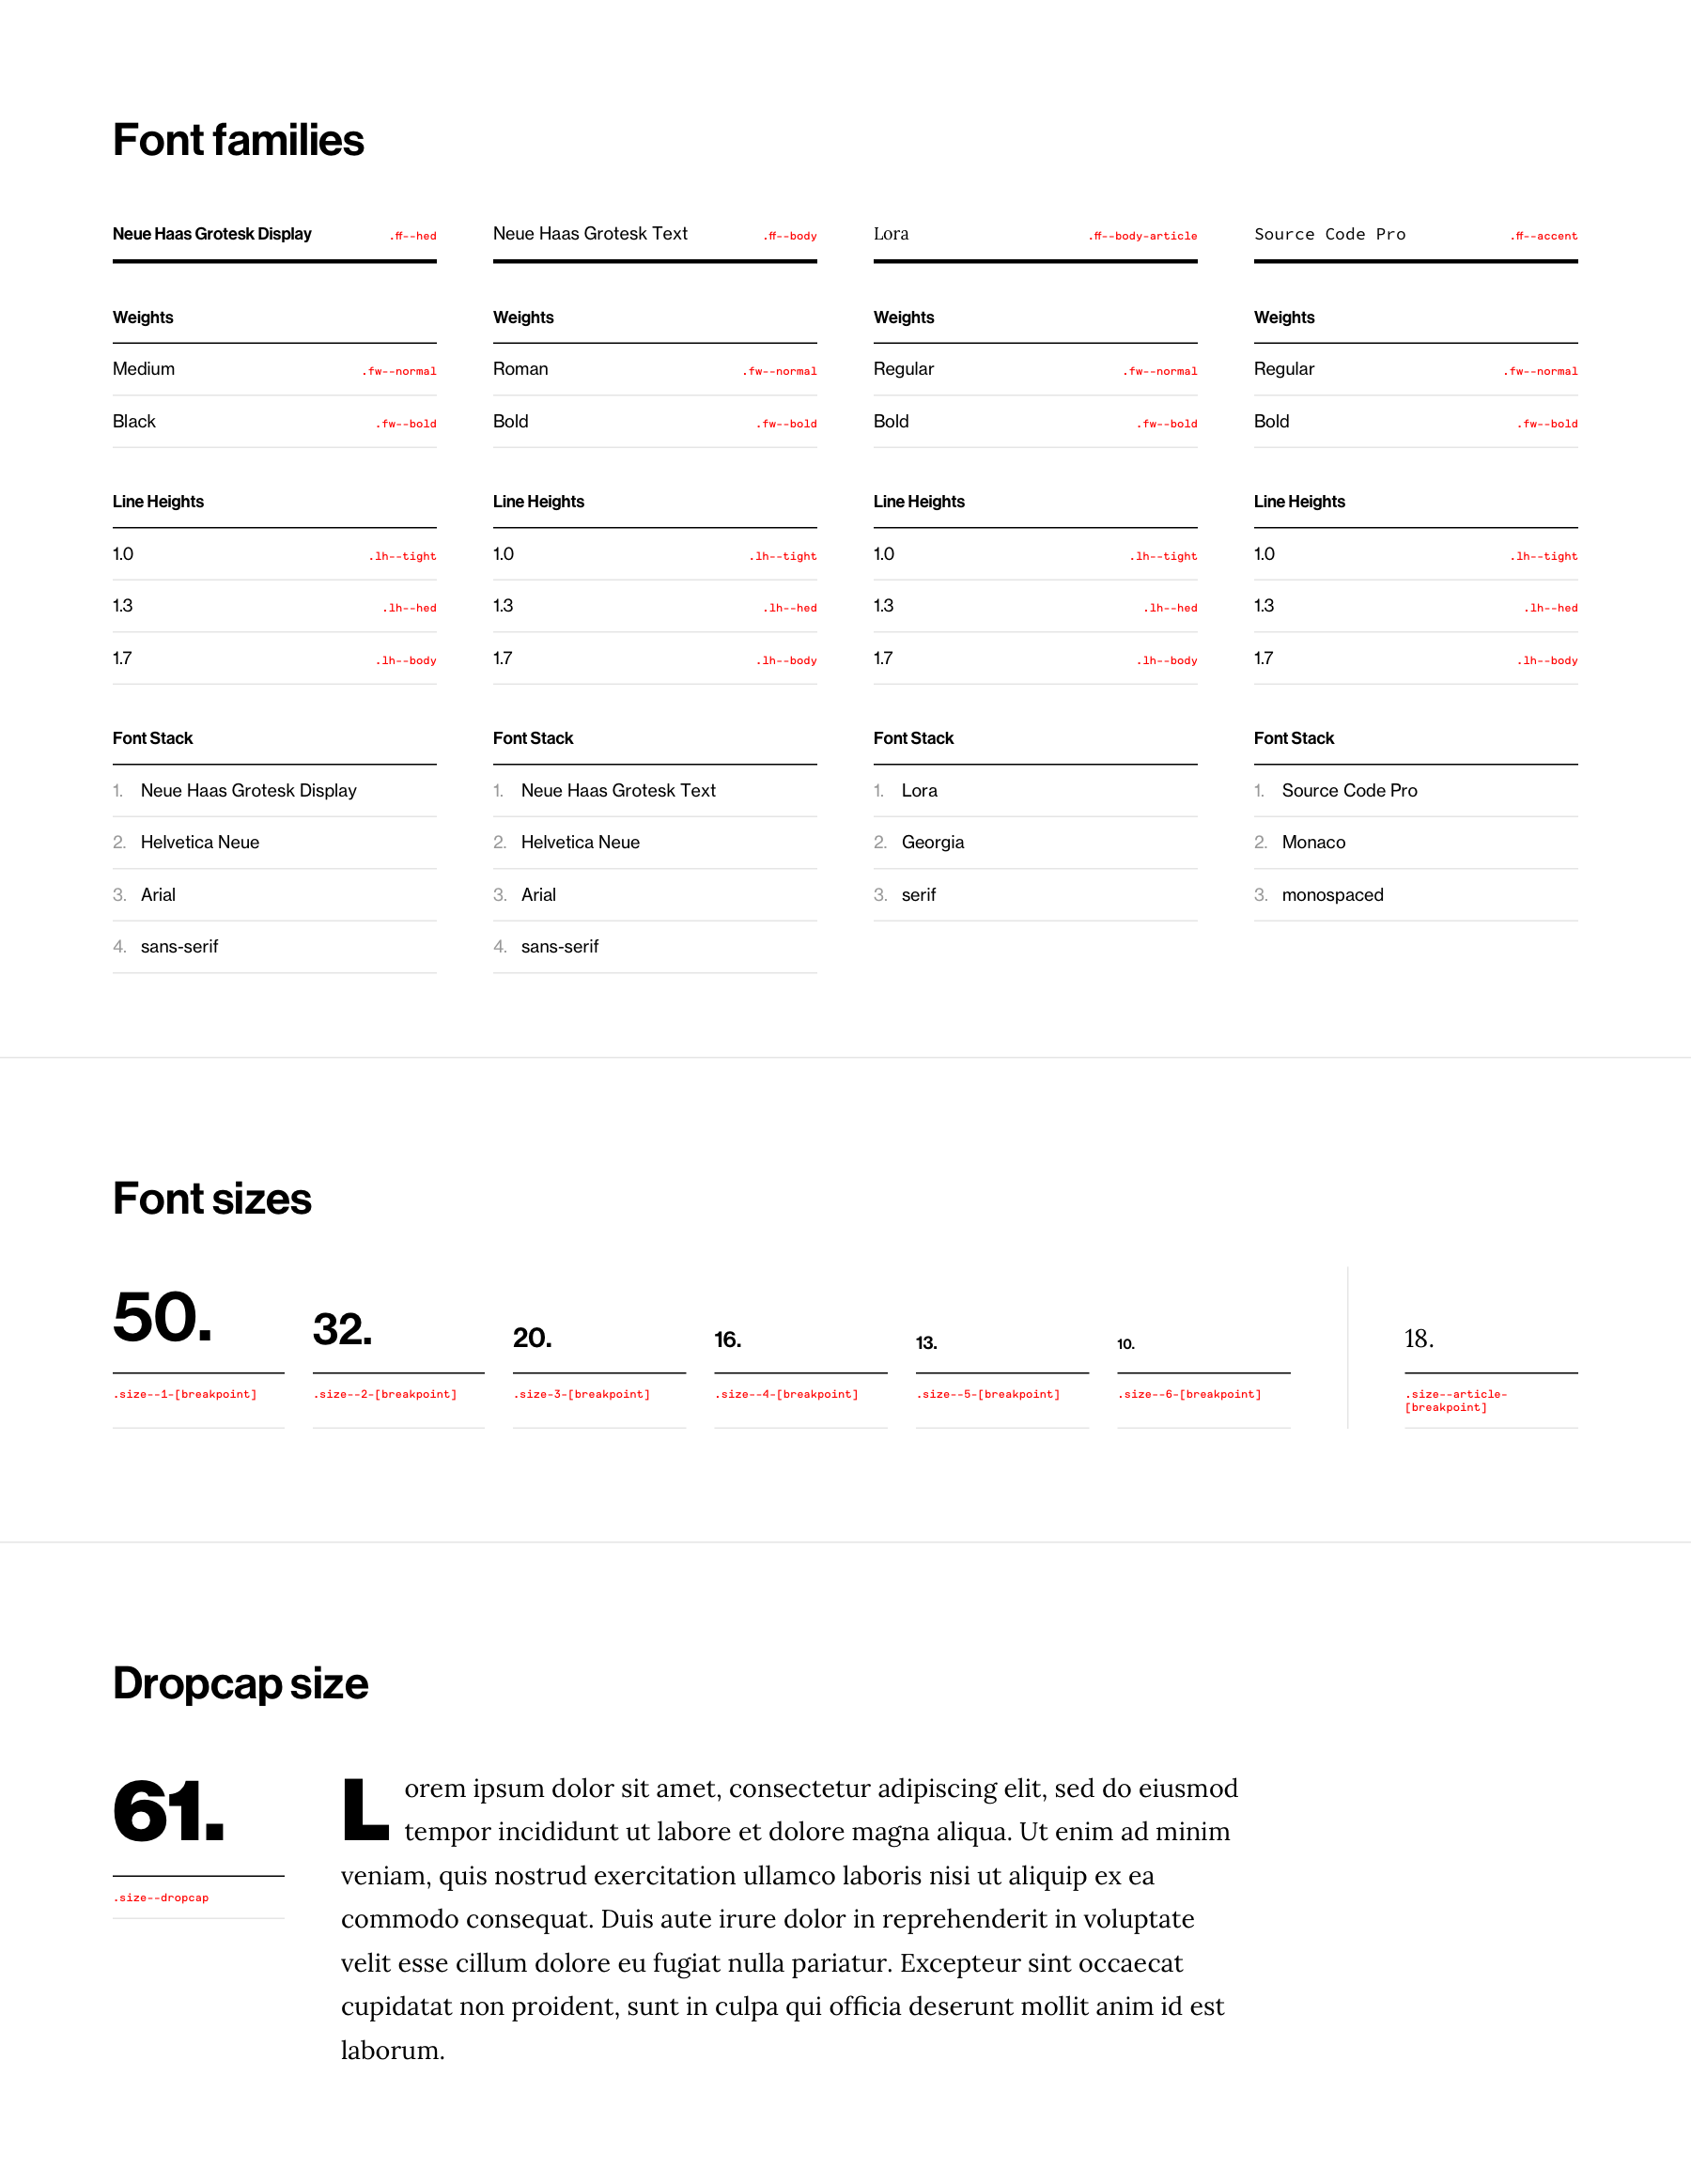 Font families
Neue Haas Grotesk Display .ff--hed
Neue Haas Grotesk Text .ff--body
Lora .ff--body-article
Source Code Pro .ff--accent
Weights
Medium .fw--normal
Black .fw--bold
Weights
Roman .fw--normal
Bold .fw--bold
Weights
Regular .fw--normal
Bold .fw--bold
Weights
Regular .fw--normal
Bold .fw--bold
Line Heights
1.0 .lh--tight
1.3 .lh--hed
1.7 .lh--body
Line Heights
1.0 .lh--tight
1.3 .lh--hed
1.7 .lh--body
Line Heights
1.0 .lh--tight
1.3 .lh--hed
1.7 .lh--body
Line Heights
1.0 .lh--tight
1.3 .lh--hed
1.7 .lh--body
Font Stack
1. Neue Haas Grotesk Display
2. Helvetica Neue
3. Arial
4. sans-serif
Font Stack
1. Neue Haas Grotesk Text
2. Helvetica Neue
3. Arial
4. sans-serif
Font Stack
1. Lora
2. Georgia
3. serif
Font Stack
1. Source Code Pro
2. Monaco
3. monospaced
Font sizes
50.
.size--1-[breakpoint]
32.
.size--2-[breakpoint]
20.
.size-3-[breakpoint]
16.
.size--4-[breakpoint]
13.
.size--5-[breakpoint]
10.
.size--6-[breakpoint]
18.
.size--article-
[breakpoint]
Dropcap size
61.
.size--dropcap
Lorem ipsum dolor sit amet, consectetur adipiscing elit, sed do eiusmod
tempor incididunt ut labore et dolore magna aliqua. Ut enim ad minim
veniam, quis nostrud exercitation ullamco laboris nisi ut aliquip ex ea
commodo consequat. Duis aute irure dolor in reprehenderit in voluptate
velit esse cillum dolore eu fugiat nulla pariatur. Excepteur sint occaecat
cupidatat non proident, sunt in culpa qui officia deserunt mollit anim id est
laborum.